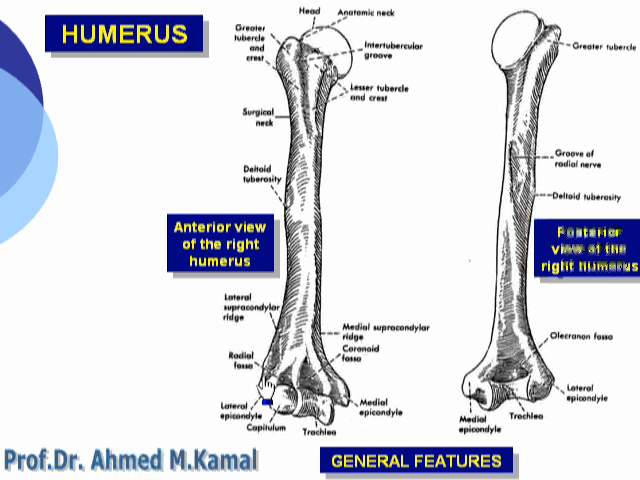 HUMERUS
Head
Anatomic neck
Greater
tubercle
and
crest
Intertubercular
groove
Lesser tubercle
and crest
Surgical
neck
Deltoid
tuberosity
Anterior view
of the right
humerus
Lateral
supracondylar
ridge
Medial supracondylar
ridge
Coronoid
fossa
Radial
fossa
Lateral
epicondyle
Capitulum
Trochlea
Medial
epicondyle
Greater tubercle
Groove of
radial nerve
Deltoid tuberosity
Posterior
view of the
right humerus
Olecranon fossa
Lateral
epicondyle
Medial
epicondyle
Trochlea
Prof.Dr. Ahmed M.Kamal
GENERAL FEATURES